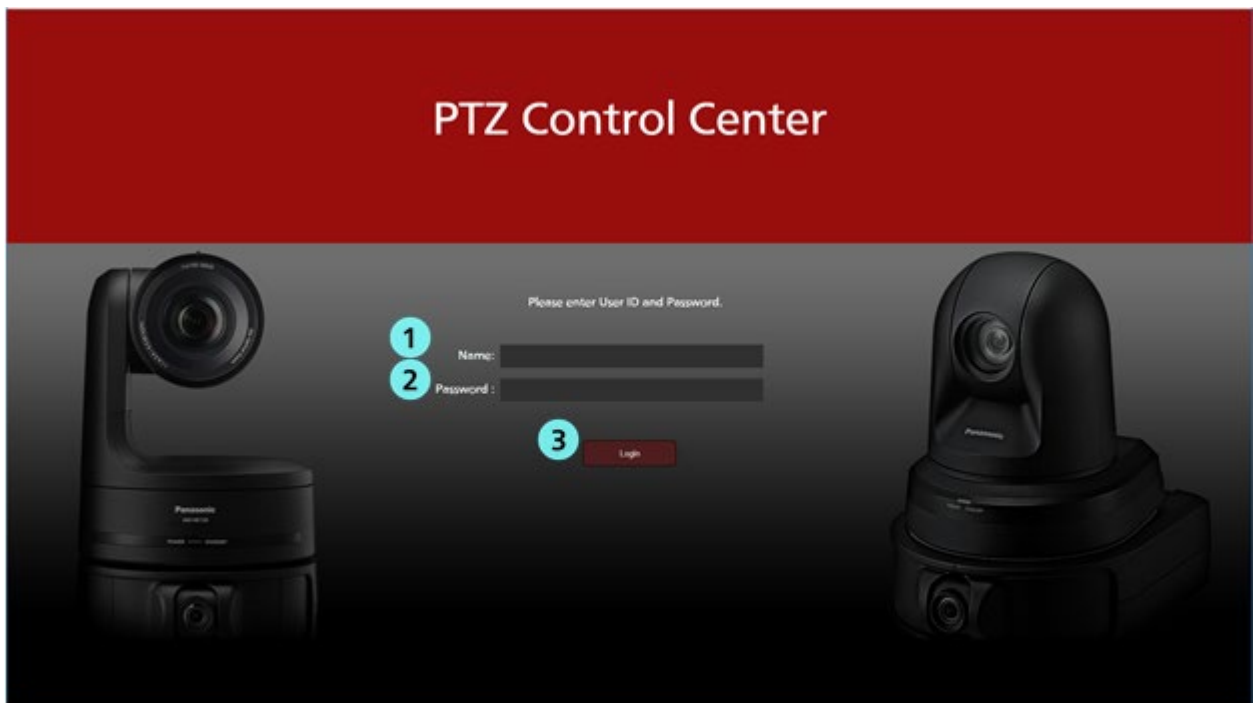 PTZ Control Center
Please enter User ID and Password.
1
Name:
2
Password :
3
Login
Panasonic
Panasonic